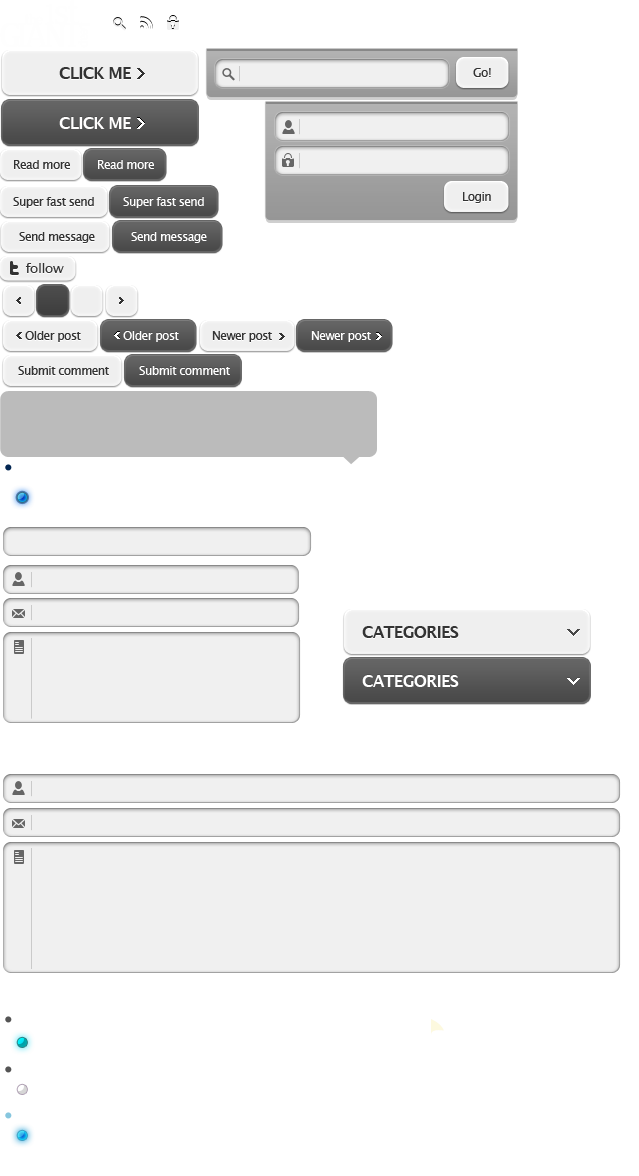 CLICK ME
Go!
CLICK ME
Read more Read more
Super fast send Super fast send
Login
Send message Send message
follow
Older post Older post Newer post Newer post
Submit comment Submit comment
CATEGORIES
CATEGORIES